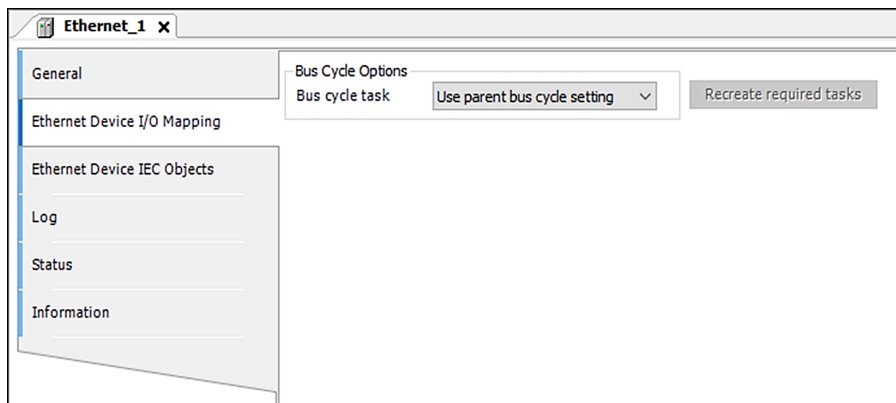 Ethernet_1
General
Bus Cycle Options
Bus cycle task
Use parent bus cycle setting
Recreate required tasks
Ethernet Device I/O Mapping
Ethernet Device IEC Objects
Log
Status
Information